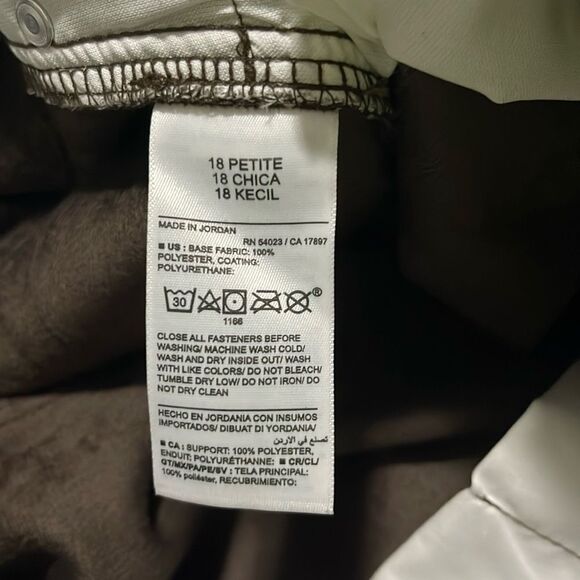 18 PETITE
18 CHICA
18 KECIL
MADE IN JORDAN
RN 54023 / CA 17897
■ US : BASE FABRIC: 100%
POLYESTER, COATING:
POLYURETHANE:
30
®
1166
CLOSE ALL FASTENERS BEFORE
WASHING/ MACHINE WASH COLD/
WASH AND DRY INSIDE OUT/ WASH
WITH LIKE COLORS/ DO NOT BLEACH/
TUMBLE DRY LOW/ DO NOT IRON/ DO
NOT DRY CLEAN
HECHO EN JORDANIA CON INSUMOS
IMPORTADOS/ DIBUAT DI YORDANIA/
تصنع في الاردن
■ CA : SUPPORT: 100% POLYESTER,
ENDUIT: POLYURÉTHANNE: ■ CR/CL/
GT/MX/PA/PE/SV : TELA PRINCIPAL:
100% poliéster, RECUBRIMIENTO: